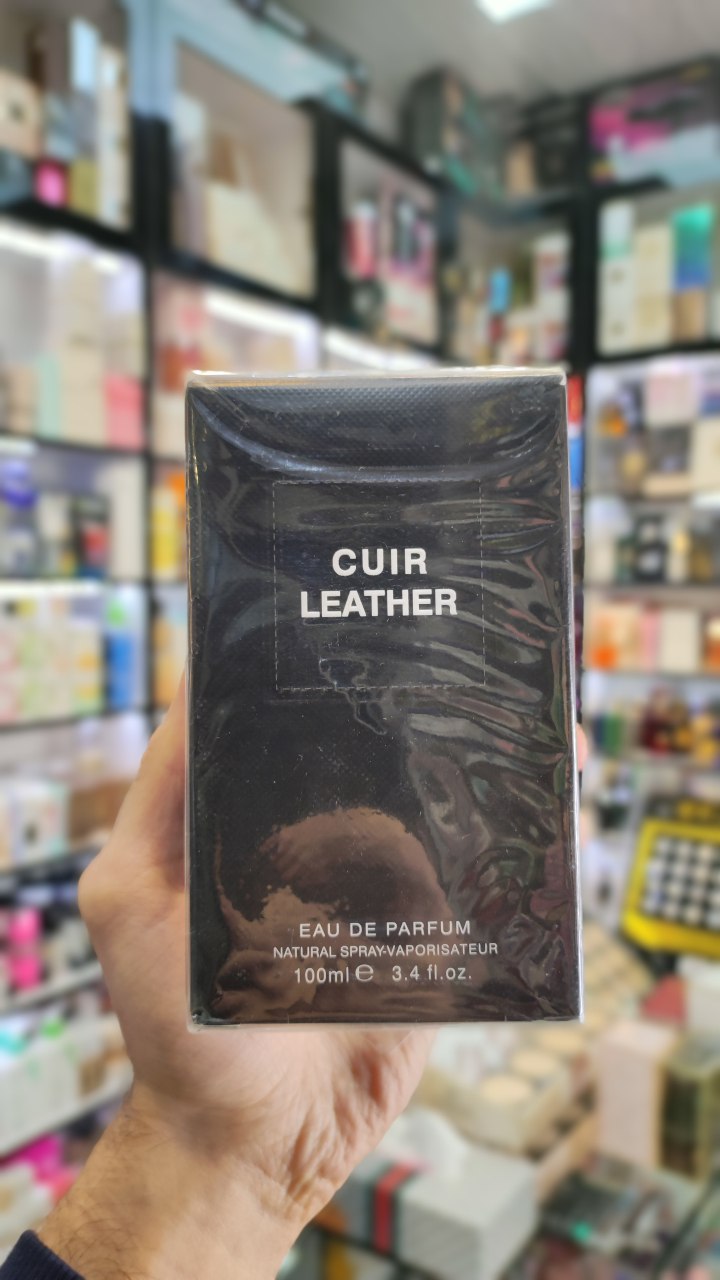 CUIR
LEATHER
EAU DE PARFUM
NATURAL SPRAY-VAPORISATEUR
100ml ℮ 3.4 fl.oz.